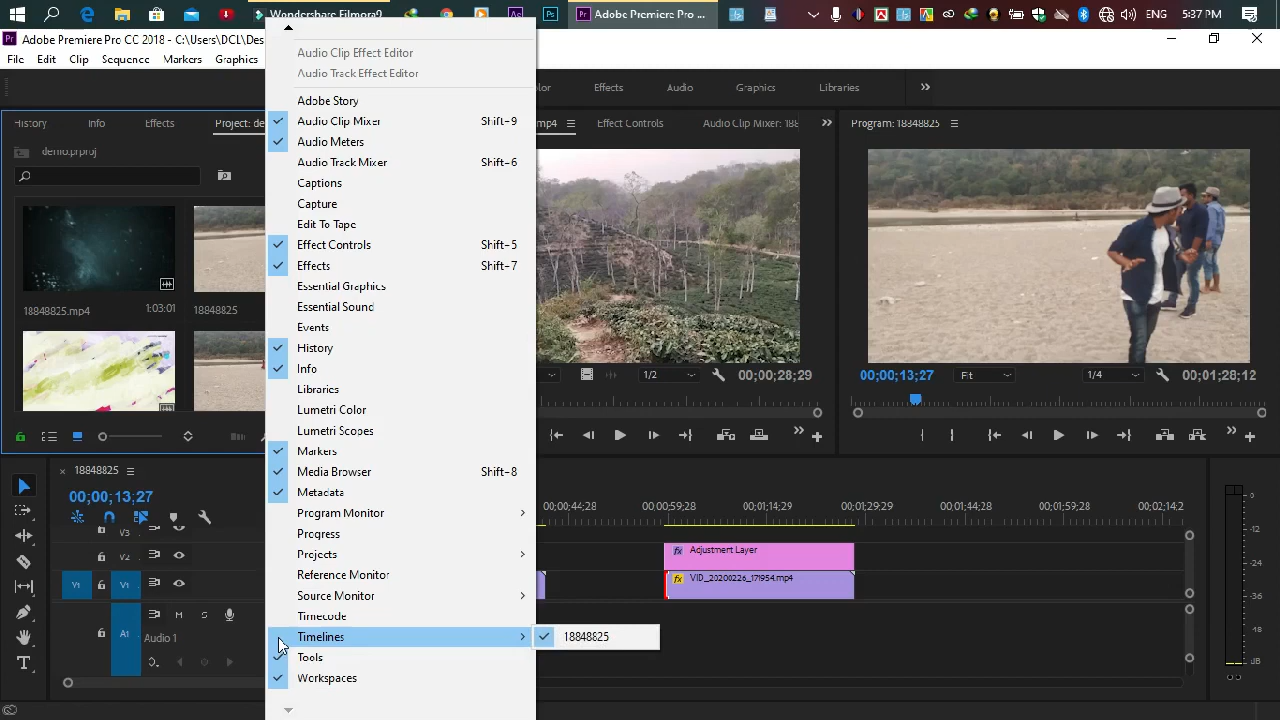 Wondershare Filmora9
Adobe Premiere Pro ...
ENG
5:37 PM
Adobe Premiere Pro CC 2018 - C:\Users\DCL\Des
File
Edit
Clip
Sequence
Markers
Graphics
Audio Clip Effect Editor
Audio Track Effect Editor
Adobe Story
Audio Clip Mixer Shift+9
Audio Meters
Audio Track Mixer Shift+6
Captions
Capture
Edit To Tape
Effect Controls Shift+5
Effects Shift+7
Essential Graphics
Essential Sound
Events
History
Info
Libraries
Lumetri Color
Lumetri Scopes
Markers
Media Browser Shift+8
Metadata
Program Monitor
Progress
Projects
Reference Monitor
Source Monitor
Timecode
Timelines
18848825
Tools
Workspaces
lor
Effects
Audio
Graphics
Libraries
History
Info
Effects
Project: de
demo.prproj
18848825.mp4 1:03:01
18848825
mp4
Effect Controls
Audio Clip Mixer: 188
1/2
00;00;28;29
Program: 18848825
00;00;13;27
Fit
1/4
00;01;28;12
18848825
00;00;13;27
V3
V2
V1
V1
A1
M
S
Audio 1
00;00;44;28
00;00;59;28
00;01;14;29
00;01;29;29
00;01;44;28
00;01;59;28
00;02;14;2
Adjustment Layer
VID_20200226_171954.mp4
0
-12
-24
-36
-48
dB